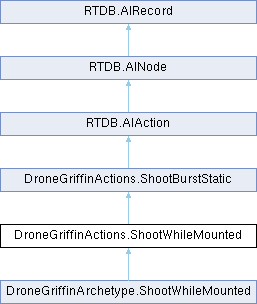 RTDB.AIRecord
RTDB.AINode
RTDB.AIAction
DroneGriffinActions.ShootBurstStatic
DroneGriffinActions.ShootWhileMounted
DroneGriffinArchetype.ShootWhileMounted